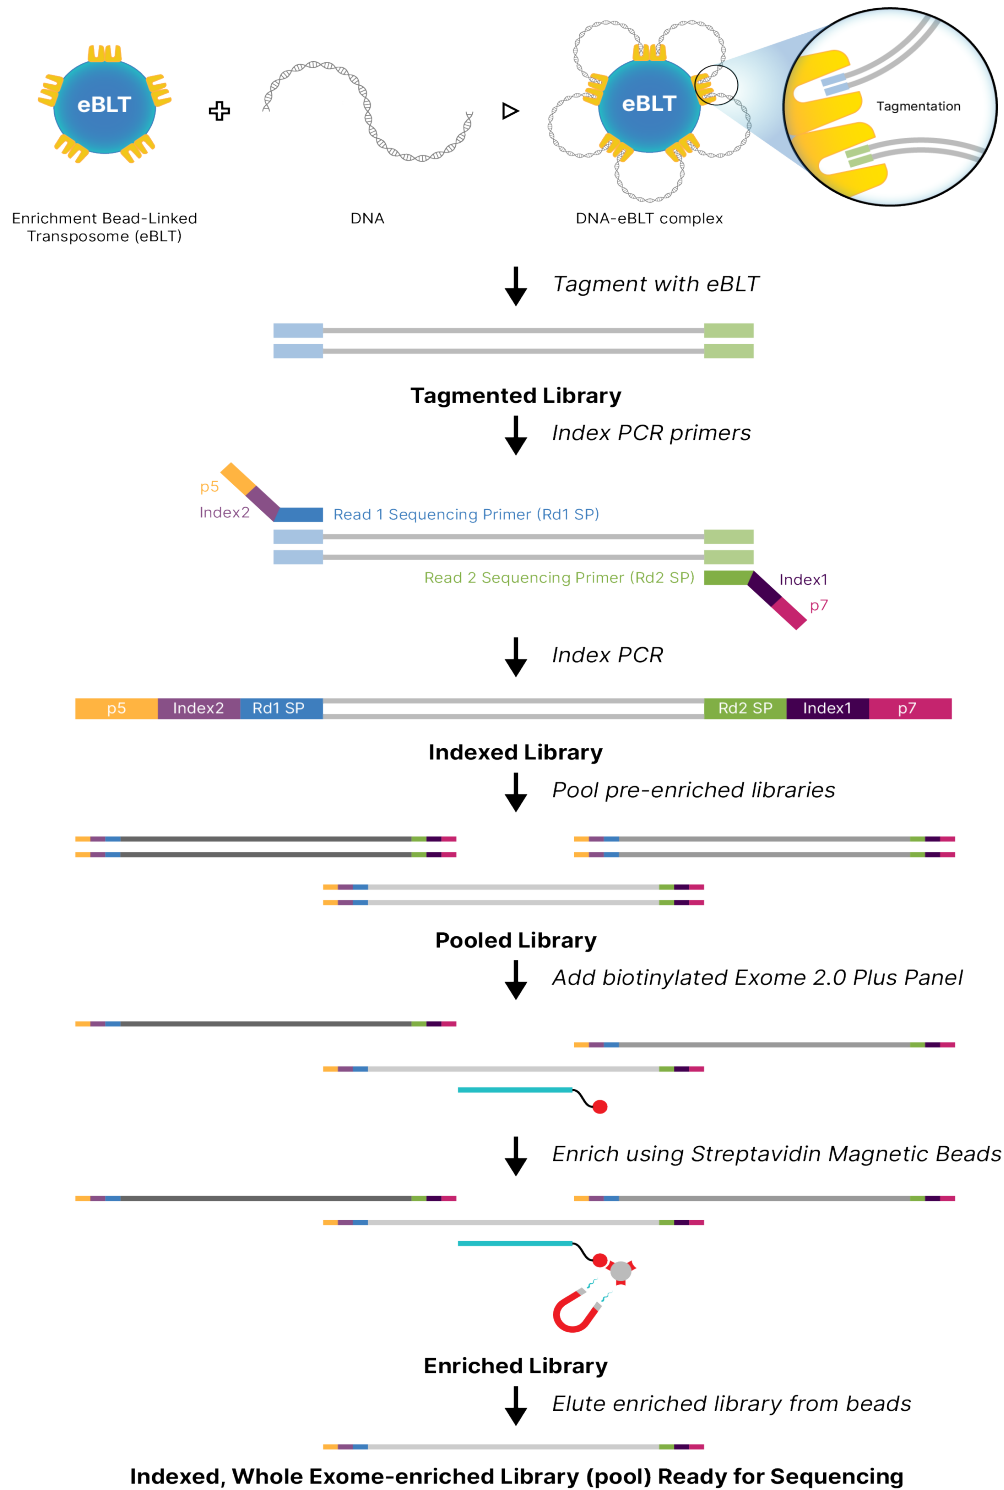 eBLT
eBLT
Tagmentation
Enrichment Bead-Linked
Transposome (eBLT)
DNA
DNA-eBLT complex
Tagment with eBLT
Tagmented Library
Index PCR primers
p5
Index2
Read 1 Sequencing Primer (Rd1 SP)
Read 2 Sequencing Primer (Rd2 SP)
Index1
p7
Index PCR
p5 Index2 Rd1 SP Rd2 SP Index1 p7
Indexed Library
Pool pre-enriched libraries
Pooled Library
Add biotinylated Exome 2.0 Plus Panel
Enrich using Streptavidin Magnetic Beads
Enriched Library
Elute enriched library from beads
Indexed, Whole Exome-enriched Library (pool) Ready for Sequencing